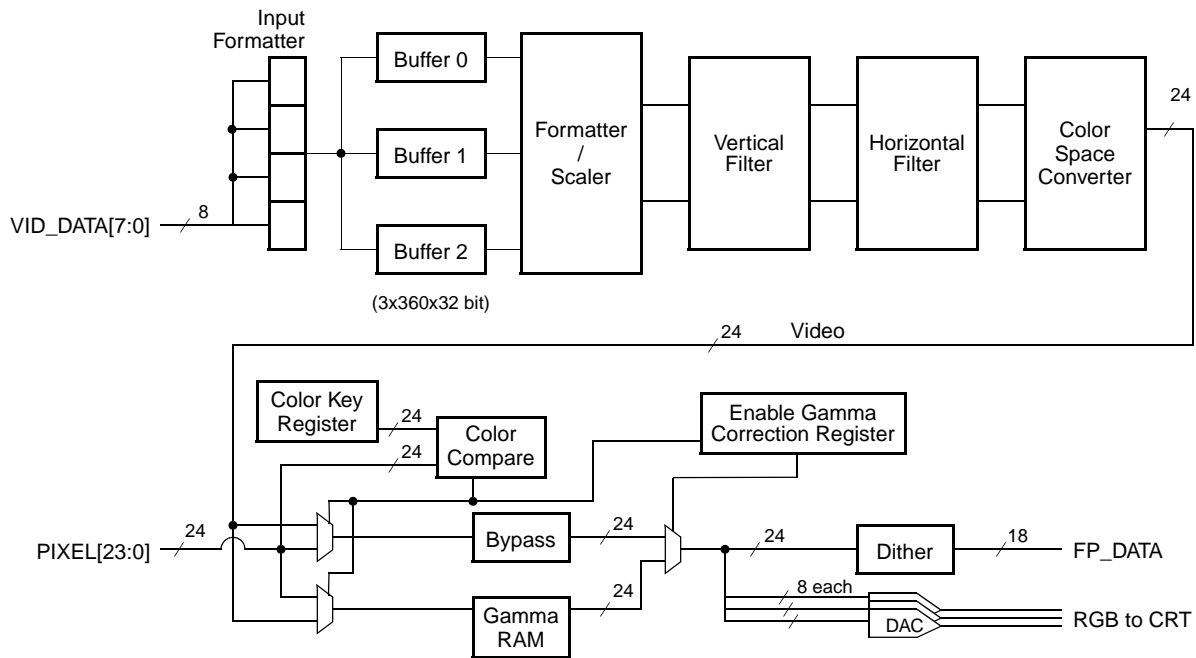 Input
Formatter
Buffer 0
Buffer 1
Buffer 2
(3x360x32 bit)
Formatter
/
Scaler
Vertical
Filter
Horizontal
Filter
Color
Space
Converter
24
VID_DATA[7:0]
8
24
Video
Color Key
Register
24
Color
Compare
24
Enable Gamma
Correction Register
PIXEL[23:0]
24
Bypass
24
24
Dither
18
FP_DATA
Gamma
RAM
24
8 each
DAC
RGB to CRT